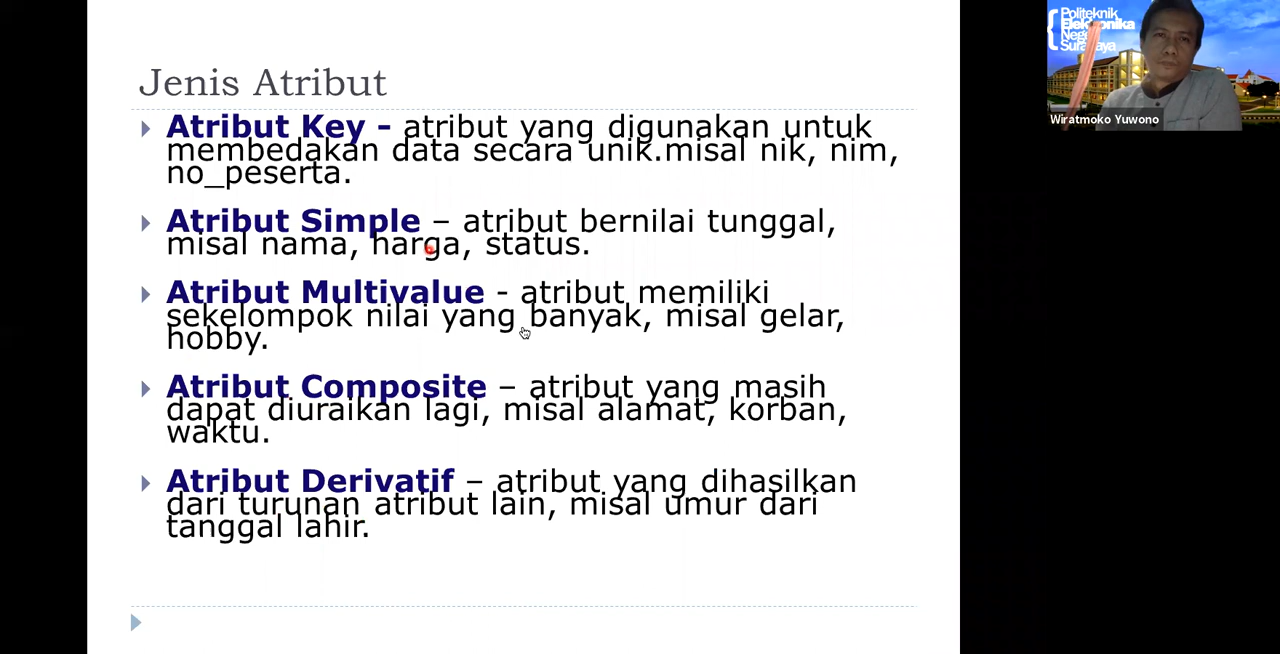 Jenis Atribut
Atribut Key - atribut yang digunakan untuk
membedakan data secara unik.misal nik, nim,
no_peserta.
Atribut Simple – atribut bernilai tunggal,
misal nama, harga, status.
Atribut Multivalue - atribut memiliki
sekelompok nilai yang banyak, misal gelar,
hobby.
Atribut Composite – atribut yang masih
dapat diuraikan lagi, misal alamat, korban,
waktu.
Atribut Derivatif – atribut yang dihasilkan
dari turunan atribut lain, misal umur dari
tanggal lahir.
Politeknik
Elektronika
Surabaya
Wiratmoko Yuwono